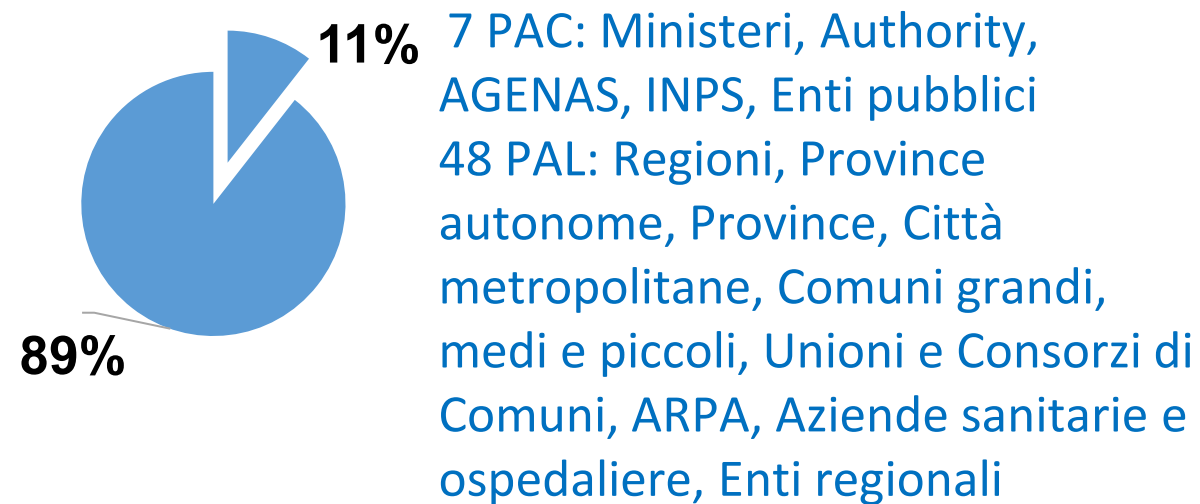 11%
89%
7 PAC: Ministeri, Authority,
AGENAS, INPS, Enti pubblici
48 PAL: Regioni, Province
autonome, Province, Città
metropolitane, Comuni grandi,
medi e piccoli, Unioni e Consorzi di
Comuni, ARPA, Aziende sanitarie e
ospedaliere, Enti regionali